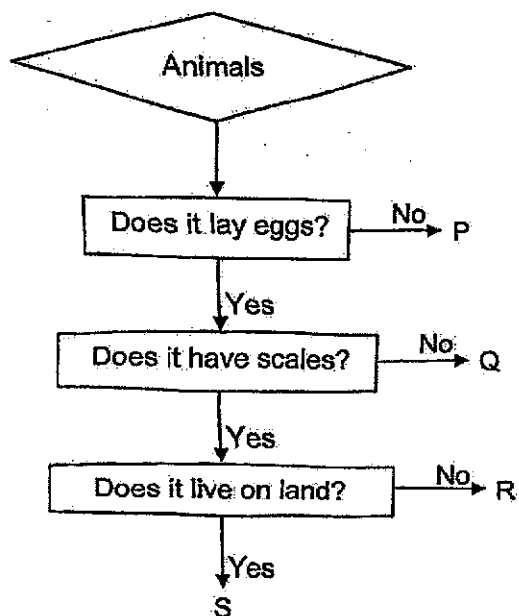 Animals
Does it lay eggs?
No
P
Yes
Does it have scales?
No
Q
Yes
Does it live on land?
No
R
Yes
S